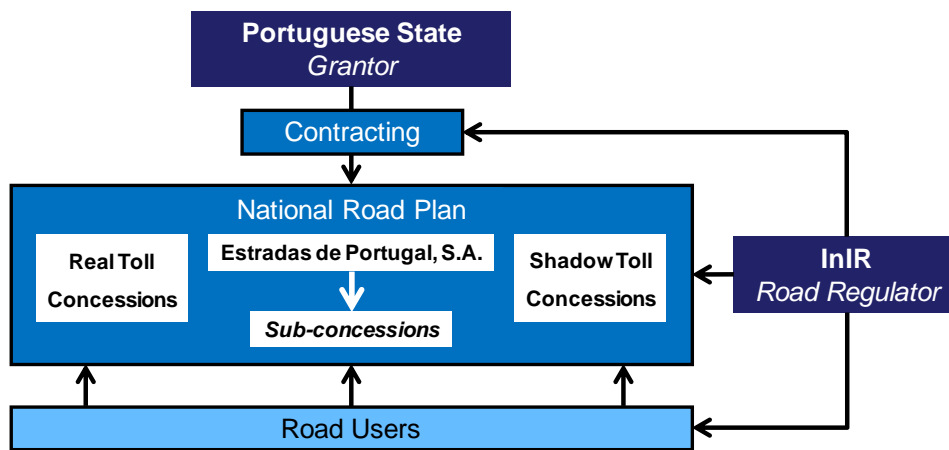 Portuguese State
Grantor
Contracting
National Road Plan
Real Toll
Concessions
Estradas de Portugal, S.A.
Sub-concessions
Shadow Toll
Concessions
InIR
Road Regulator
Road Users